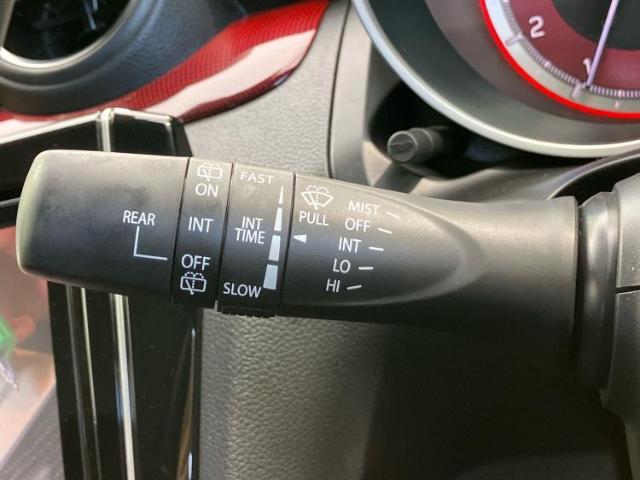 REAR
ON
INT
OFF
FAST
INT
TIME
SLOW
PULL
MIST
OFF
INT
LO
HI
2
1